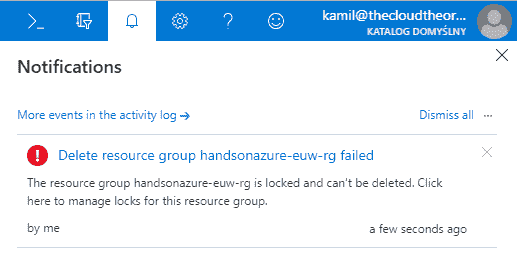 kamil@thecloudtheor...
KATALOG DOMYŚLNY
Notifications
More events in the activity log → Dismiss all ...
Delete resource group handsonazure-euw-rg failed
The resource group handsonazure-euw-rg is locked and can't be deleted. Click
here to manage locks for this resource group.
by me a few seconds ago